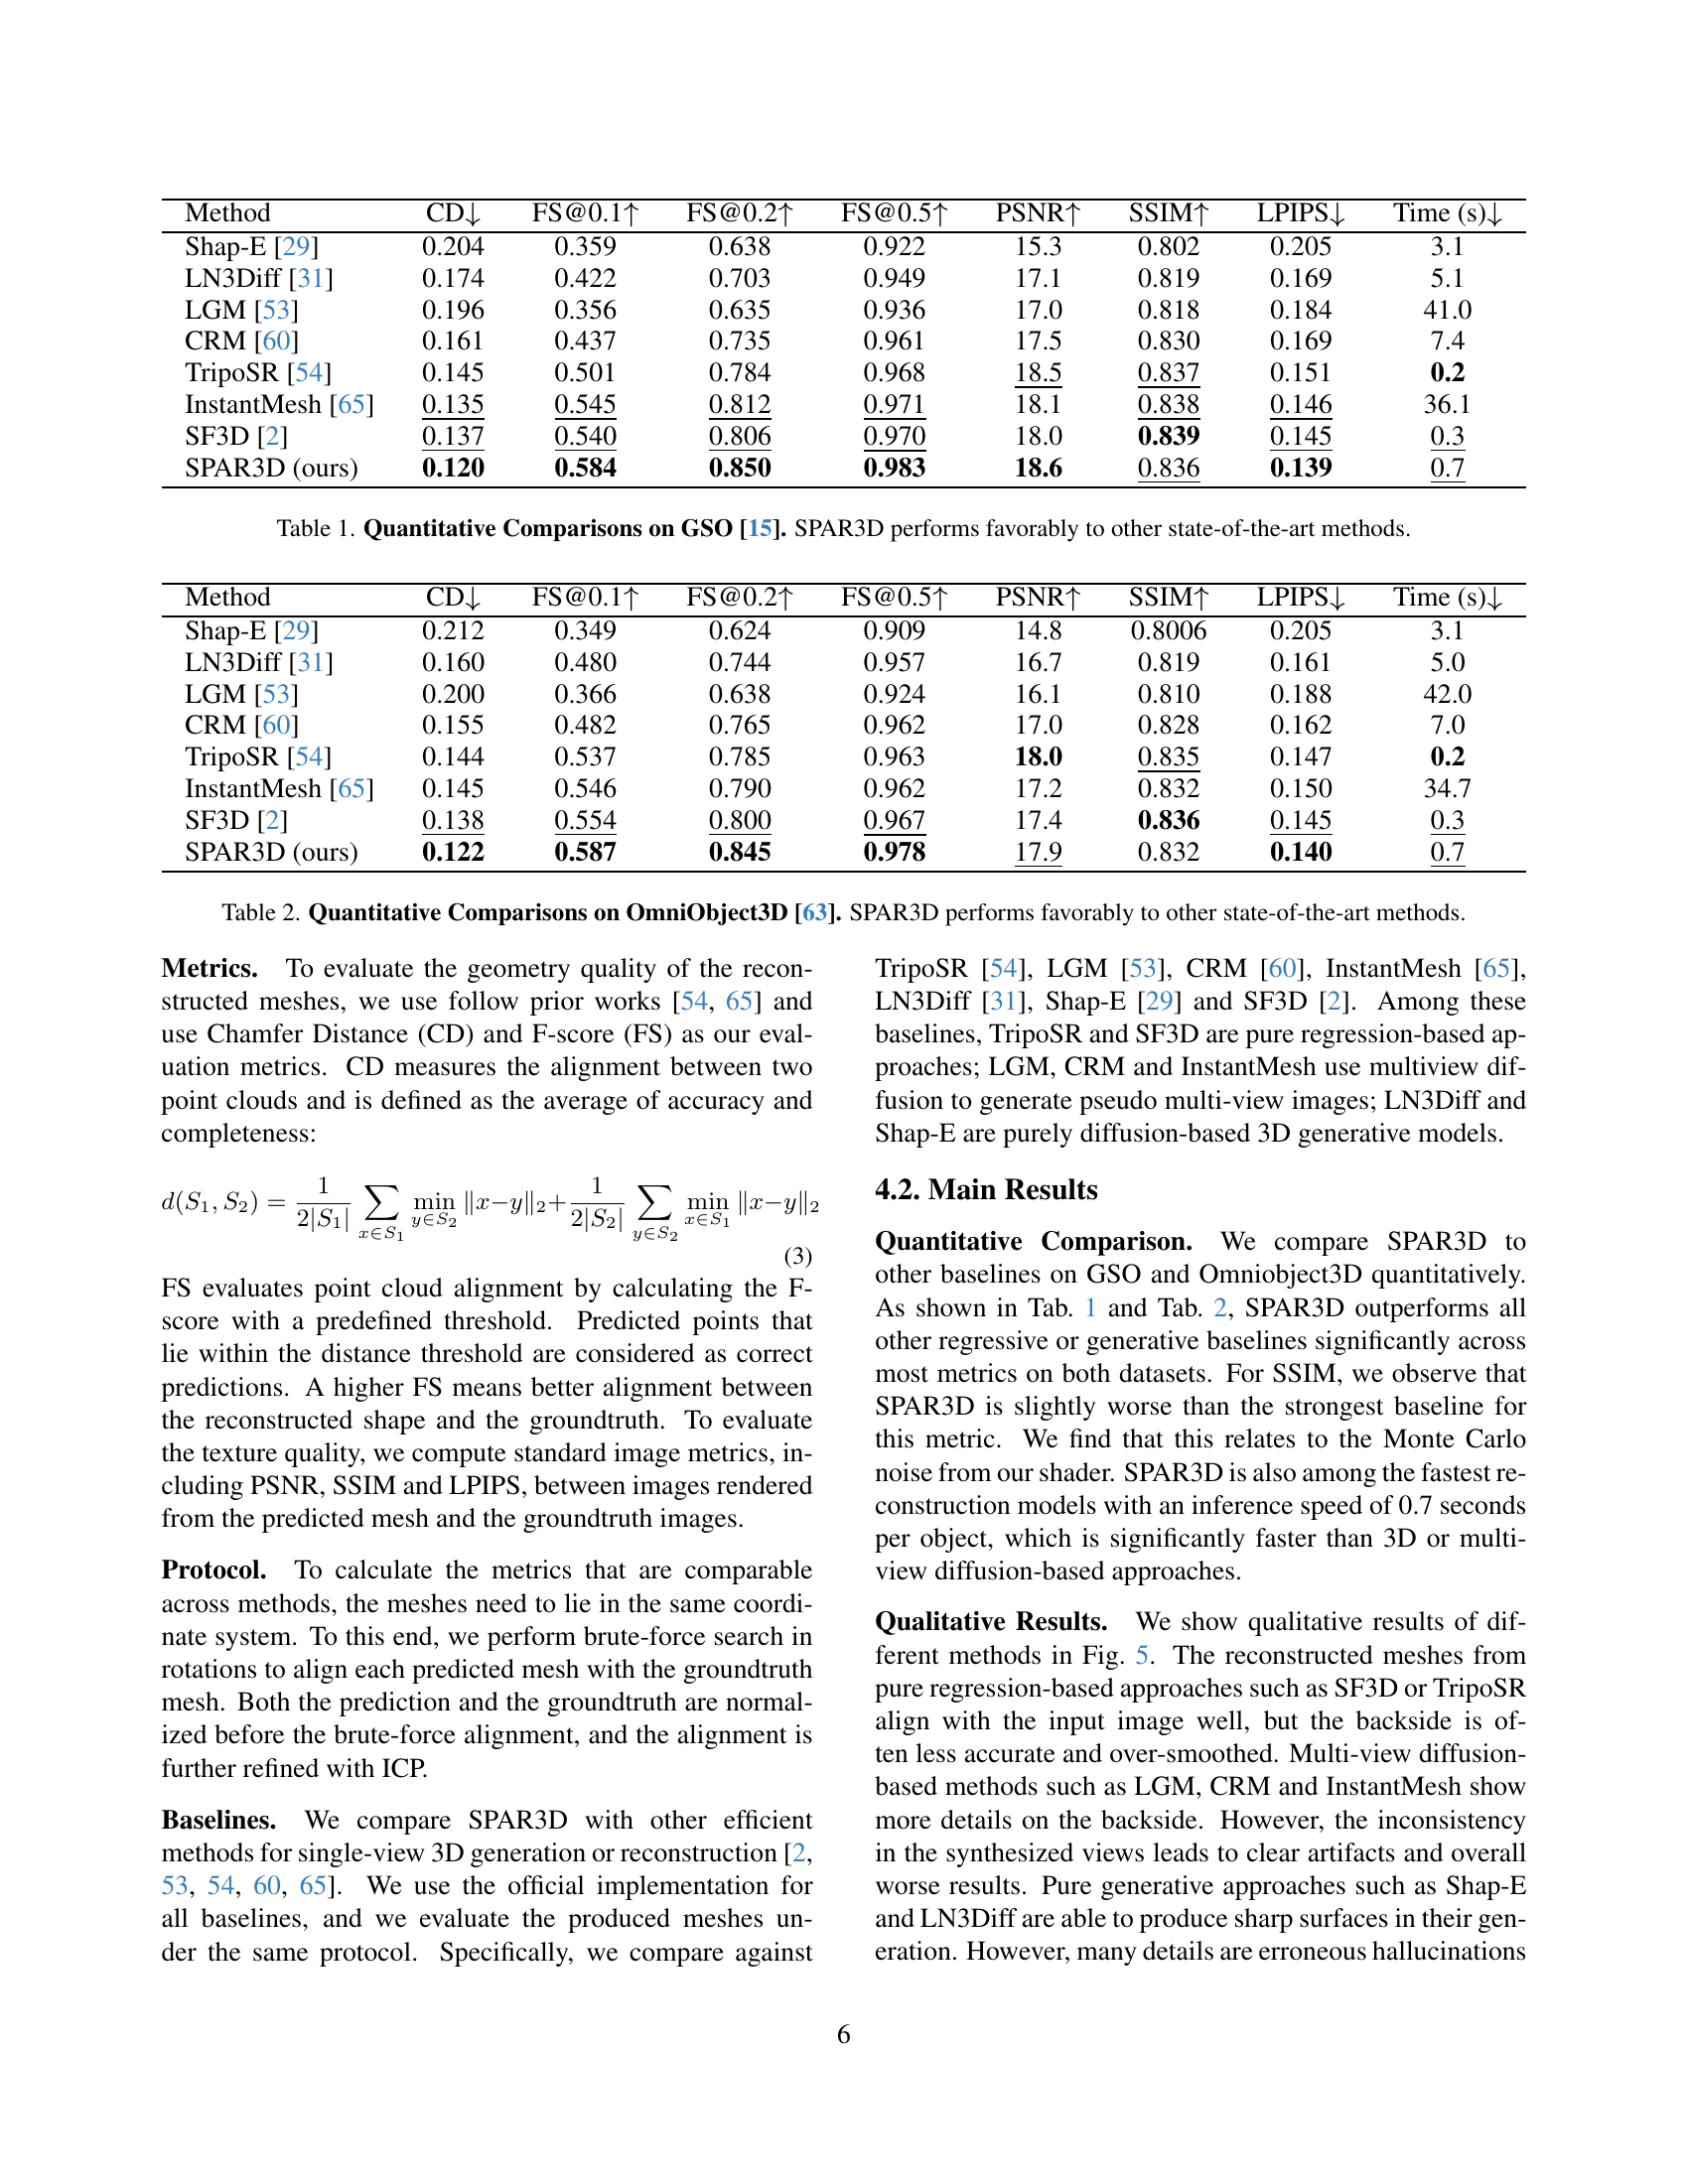 Method CD↓ FS@0.1↑ FS@0.2↑ FS@0.5↑ PSNR↑ SSIM↑ LPIPS↓ Time (s)↓
Shap-E [29] 0.204 0.359 0.638 0.922 15.3 0.802 0.205 3.1
LN3Diff [31] 0.174 0.422 0.703 0.949 17.1 0.819 0.169 5.1
LGM [53] 0.196 0.356 0.635 0.936 17.0 0.818 0.184 41.0
CRM [60] 0.161 0.437 0.735 0.961 17.5 0.830 0.169 7.4
TripoSR [54] 0.145 0.501 0.784 0.968 18.5 0.837 0.151 0.2
InstantMesh [65] 0.135 0.545 0.812 0.971 18.1 0.838 0.146 36.1
SF3D [2] 0.137 0.540 0.806 0.970 18.0 0.839 0.145 0.3
SPAR3D (ours) 0.120 0.584 0.850 0.983 18.6 0.836 0.139 0.7
Table 1. Quantitative Comparisons on GSO [15]. SPAR3D performs favorably to other state-of-the-art methods.
Method CD↓ FS@0.1↑ FS@0.2↑ FS@0.5↑ PSNR↑ SSIM↑ LPIPS↓ Time (s)↓
Shap-E [29] 0.212 0.349 0.624 0.909 14.8 0.8006 0.205 3.1
LN3Diff [31] 0.160 0.480 0.744 0.957 16.7 0.819 0.161 5.0
LGM [53] 0.200 0.366 0.638 0.924 16.1 0.810 0.188 42.0
CRM [60] 0.155 0.482 0.765 0.962 17.0 0.828 0.162 7.0
TripoSR [54] 0.144 0.537 0.785 0.963 18.0 0.835 0.147 0.2
InstantMesh [65] 0.145 0.546 0.790 0.962 17.2 0.832 0.150 34.7
SF3D [2] 0.138 0.554 0.800 0.967 17.4 0.836 0.145 0.3
SPAR3D (ours) 0.122 0.587 0.845 0.978 17.9 0.832 0.140 0.7
Table 2. Quantitative Comparisons on OmniObject3D [63]. SPAR3D performs favorably to other state-of-the-art methods.
Metrics. To evaluate the geometry quality of the recon-
structed meshes, we use follow prior works [54, 65] and
use Chamfer Distance (CD) and F-score (FS) as our eval-
uation metrics. CD measures the alignment between two
point clouds and is defined as the average of accuracy and
completeness:
d(S₁, S₂) = 1/(2|S₁|) ∑_{x∈S₁} min_{y∈S₂} ‖x−y‖₂ + 1/(2|S₂|) ∑_{y∈S₂} min_{x∈S₁} ‖x−y‖₂
(3)
FS evaluates point cloud alignment by calculating the F-
score with a predefined threshold. Predicted points that
lie within the distance threshold are considered as correct
predictions. A higher FS means better alignment between
the reconstructed shape and the groundtruth. To evaluate
the texture quality, we compute standard image metrics, in-
cluding PSNR, SSIM and LPIPS, between images rendered
from the predicted mesh and the groundtruth images.
Protocol. To calculate the metrics that are comparable
across methods, the meshes need to lie in the same coordi-
nate system. To this end, we perform brute-force search in
rotations to align each predicted mesh with the groundtruth
mesh. Both the prediction and the groundtruth are normal-
ized before the brute-force alignment, and the alignment is
further refined with ICP.
Baselines. We compare SPAR3D with other efficient
methods for single-view 3D generation or reconstruction [2,
53, 54, 60, 65]. We use the official implementation for
all baselines, and we evaluate the produced meshes un-
der the same protocol. Specifically, we compare against
TripoSR [54], LGM [53], CRM [60], InstantMesh [65],
LN3Diff [31], Shap-E [29] and SF3D [2]. Among these
baselines, TripoSR and SF3D are pure regression-based ap-
proaches; LGM, CRM and InstantMesh use multiview dif-
fusion to generate pseudo multi-view images; LN3Diff and
Shap-E are purely diffusion-based 3D generative models.
4.2. Main Results
Quantitative Comparison. We compare SPAR3D to
other baselines on GSO and Omniobject3D quantitatively.
As shown in Tab. 1 and Tab. 2, SPAR3D outperforms all
other regressive or generative baselines significantly across
most metrics on both datasets. For SSIM, we observe that
SPAR3D is slightly worse than the strongest baseline for
this metric. We find that this relates to the Monte Carlo
noise from our shader. SPAR3D is also among the fastest re-
construction models with an inference speed of 0.7 seconds
per object, which is significantly faster than 3D or multi-
view diffusion-based approaches.
Qualitative Results. We show qualitative results of dif-
ferent methods in Fig. 5. The reconstructed meshes from
pure regression-based approaches such as SF3D or TripoSR
align with the input image well, but the backside is of-
ten less accurate and over-smoothed. Multi-view diffusion-
based methods such as LGM, CRM and InstantMesh show
more details on the backside. However, the inconsistency
in the synthesized views leads to clear artifacts and overall
worse results. Pure generative approaches such as Shap-E
and LN3Diff are able to produce sharp surfaces in their gen-
eration. However, many details are erroneous hallucinations
6